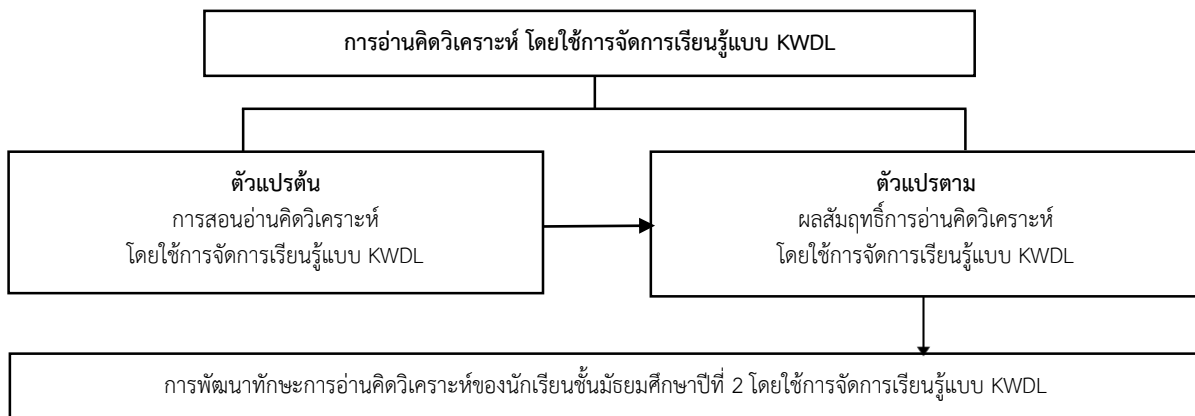 การอ่านคิดวิเคราะห์ โดยใช้การจัดการเรียนรู้แบบ KWDL
ตัวแปรต้น
การสอนอ่านคิดวิเคราะห์
โดยใช้การจัดการเรียนรู้แบบ KWDL
ตัวแปรตาม
ผลสัมฤทธิ์การอ่านคิดวิเคราะห์
โดยใช้การจัดการเรียนรู้แบบ KWDL
การพัฒนาทักษะการอ่านคิดวิเคราะห์ของนักเรียนชั้นมัธยมศึกษาปีที่ 2 โดยใช้การจัดการเรียนรู้แบบ KWDL